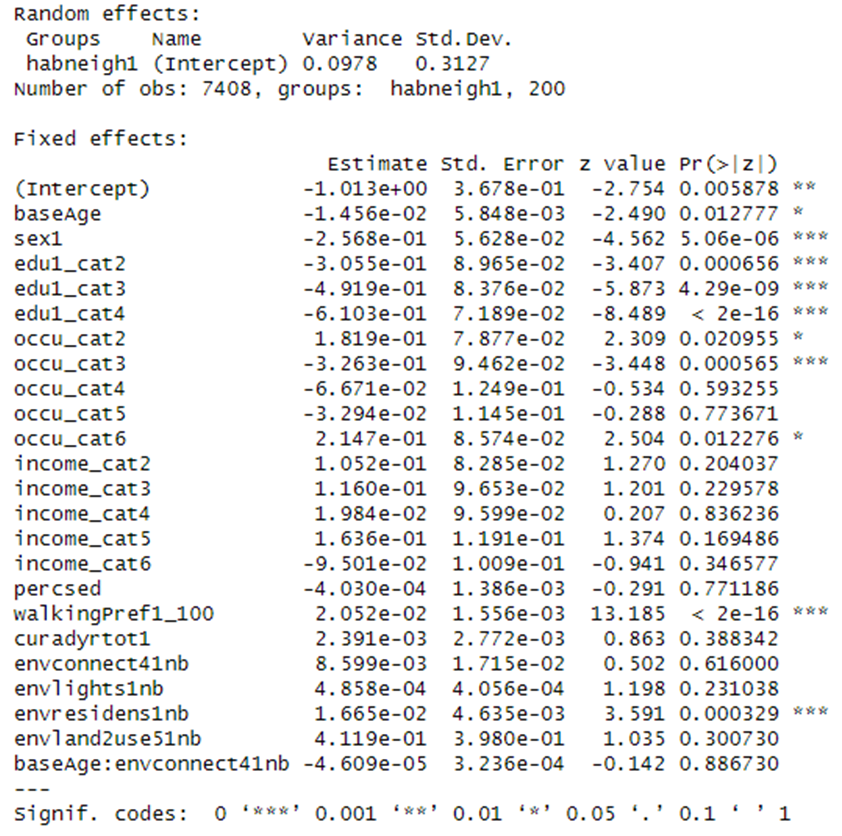 Random effects:
Groups Name Variance Std.Dev.
habneigh1 (Intercept) 0.0978 0.3127
Number of obs: 7408, groups: habneigh1, 200
Fixed effects:
Estimate Std. Error z value Pr(>|z|)
(Intercept) -1.013e+00 3.678e-01 -2.754 0.005878 **
baseAge -1.456e-02 5.848e-03 -2.490 0.012777 *
sex1 -2.568e-01 5.628e-02 -4.562 5.06e-06 ***
edu1_cat2 -3.055e-01 8.965e-02 -3.407 0.000656 ***
edu1_cat3 -4.919e-01 8.376e-02 -5.873 4.29e-09 ***
edu1_cat4 -6.103e-01 7.189e-02 -8.489 < 2e-16 ***
occu_cat2 1.819e-01 7.877e-02 2.309 0.020955 *
occu_cat3 -3.263e-01 9.462e-02 -3.448 0.000565 ***
occu_cat4 -6.671e-02 1.249e-01 -0.534 0.593255
occu_cat5 -3.294e-02 1.145e-01 -0.288 0.773671
occu_cat6 2.147e-01 8.574e-02 2.504 0.012276 *
income_cat2 1.052e-01 8.285e-02 1.270 0.204037
income_cat3 1.160e-01 9.653e-02 1.201 0.229578
income_cat4 1.984e-02 9.599e-02 0.207 0.836236
income_cat5 1.636e-01 1.191e-01 1.374 0.169486
income_cat6 -9.501e-02 1.009e-01 -0.941 0.346577
percsed -4.030e-04 1.386e-03 -0.291 0.771186
walkingPref1_100 2.052e-02 1.556e-03 13.185 < 2e-16 ***
curadyrtot1 2.391e-03 2.772e-03 0.863 0.388342
envconnect41nb 8.599e-03 1.715e-02 0.502 0.616000
envlights1nb 4.858e-04 4.056e-04 1.198 0.231038
envresidens1nb 1.665e-02 4.635e-03 3.591 0.000329 ***
envland2use51nb 4.119e-01 3.980e-01 1.035 0.300730
baseAge:envconnect41nb -4.609e-05 3.236e-04 -0.142 0.886730
---
Signif. codes: 0 ‘***’ 0.001 ‘**’ 0.01 ‘*’ 0.05 ‘.’ 0.1 ‘ ’ 1